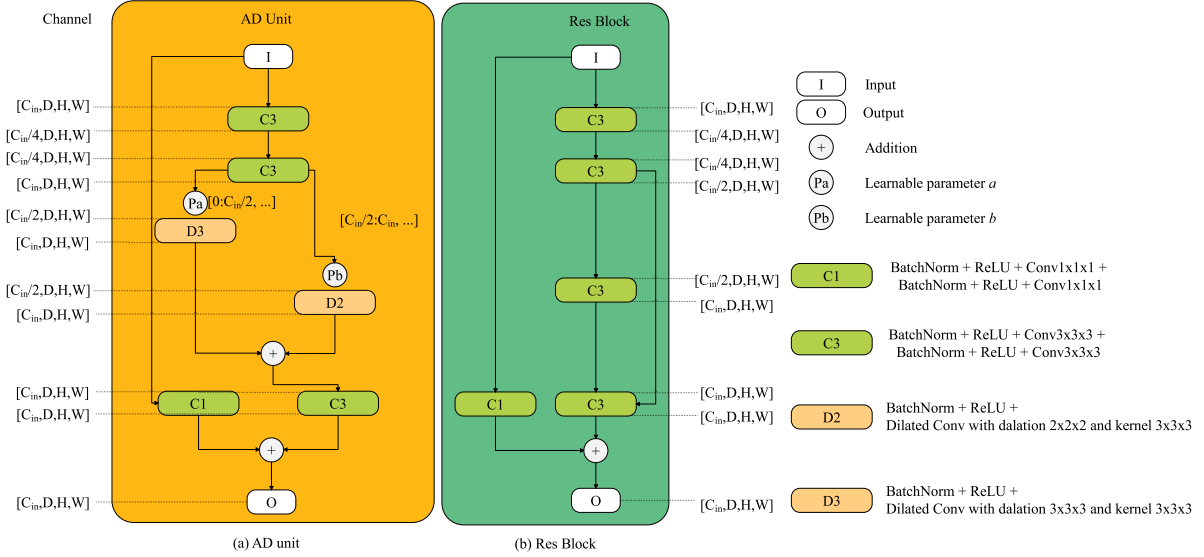 Channel
AD Unit
I
[Cin,D,H,W]
C3
[Cin/4,D,H,W]
[Cin/4,D,H,W]
C3
[Cin,D,H,W]
Pa
[0:Cin/2, ...]
[Cin/2:Cin, ...]
[Cin/2,D,H,W]
D3
[Cin,D,H,W]
Pb
[Cin/2,D,H,W]
D2
[Cin,D,H,W]
+
[Cin,D,H,W]
C1
C3
[Cin,D,H,W]
+
[Cin,D,H,W]
O
(a) AD unit
Res Block
I
[Cin,D,H,W]
C3
[Cin/4,D,H,W]
[Cin/4,D,H,W]
C3
[Cin/2,D,H,W]
[Cin/2,D,H,W]
C3
[Cin,D,H,W]
[Cin,D,H,W]
C1
C3
[Cin,D,H,W]
+
O
[Cin,D,H,W]
(b) Res Block
I
Input
O
Output
+
Addition
Pa
Learnable parameter a
Pb
Learnable parameter b
C1
BatchNorm + ReLU + Conv1x1x1 +
BatchNorm + ReLU + Conv1x1x1
C3
BatchNorm + ReLU + Conv3x3x3 +
BatchNorm + ReLU + Conv3x3x3
D2
BatchNorm + ReLU +
Dilated Conv with dalation 2x2x2 and kernel 3x3x3
D3
BatchNorm + ReLU +
Dilated Conv with dalation 3x3x3 and kernel 3x3x3